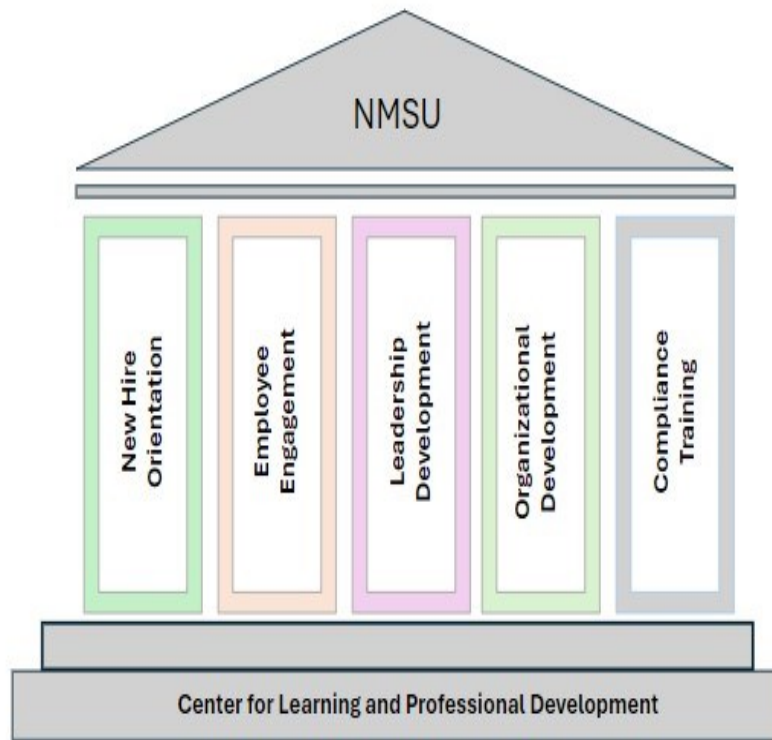 NMSU
New Hire
Orientation
Employee
Engagement
Leadership
Development
Organizational
Development
Compliance
Training
Center for Learning and Professional Development